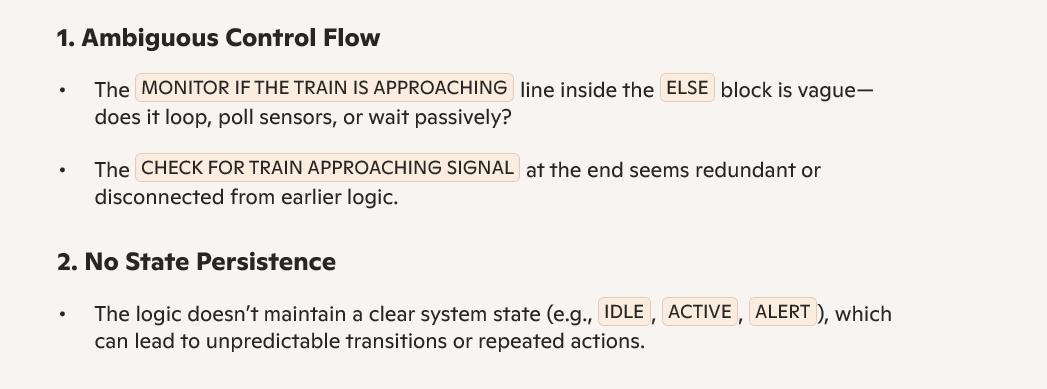 1. Ambiguous Control Flow
• The MONITOR IF THE TRAIN IS APPROACHING line inside the ELSE block is vague—
does it loop, poll sensors, or wait passively?
• The CHECK FOR TRAIN APPROACHING SIGNAL at the end seems redundant or
disconnected from earlier logic.
2. No State Persistence
• The logic doesn’t maintain a clear system state (e.g., IDLE, ACTIVE, ALERT), which
can lead to unpredictable transitions or repeated actions.